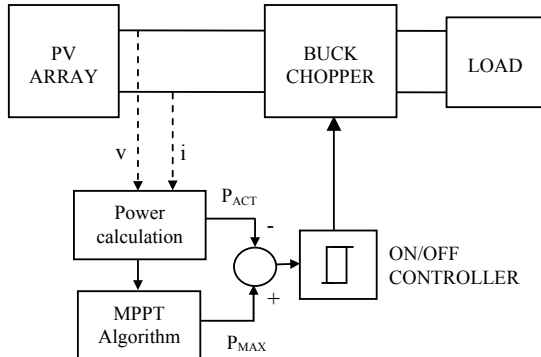 PV
ARRAY
BUCK
CHOPPER
LOAD
v
i
Power
calculation
P_ACT
-
+
ON/OFF
CONTROLLER
MPPT
Algorithm
P_MAX